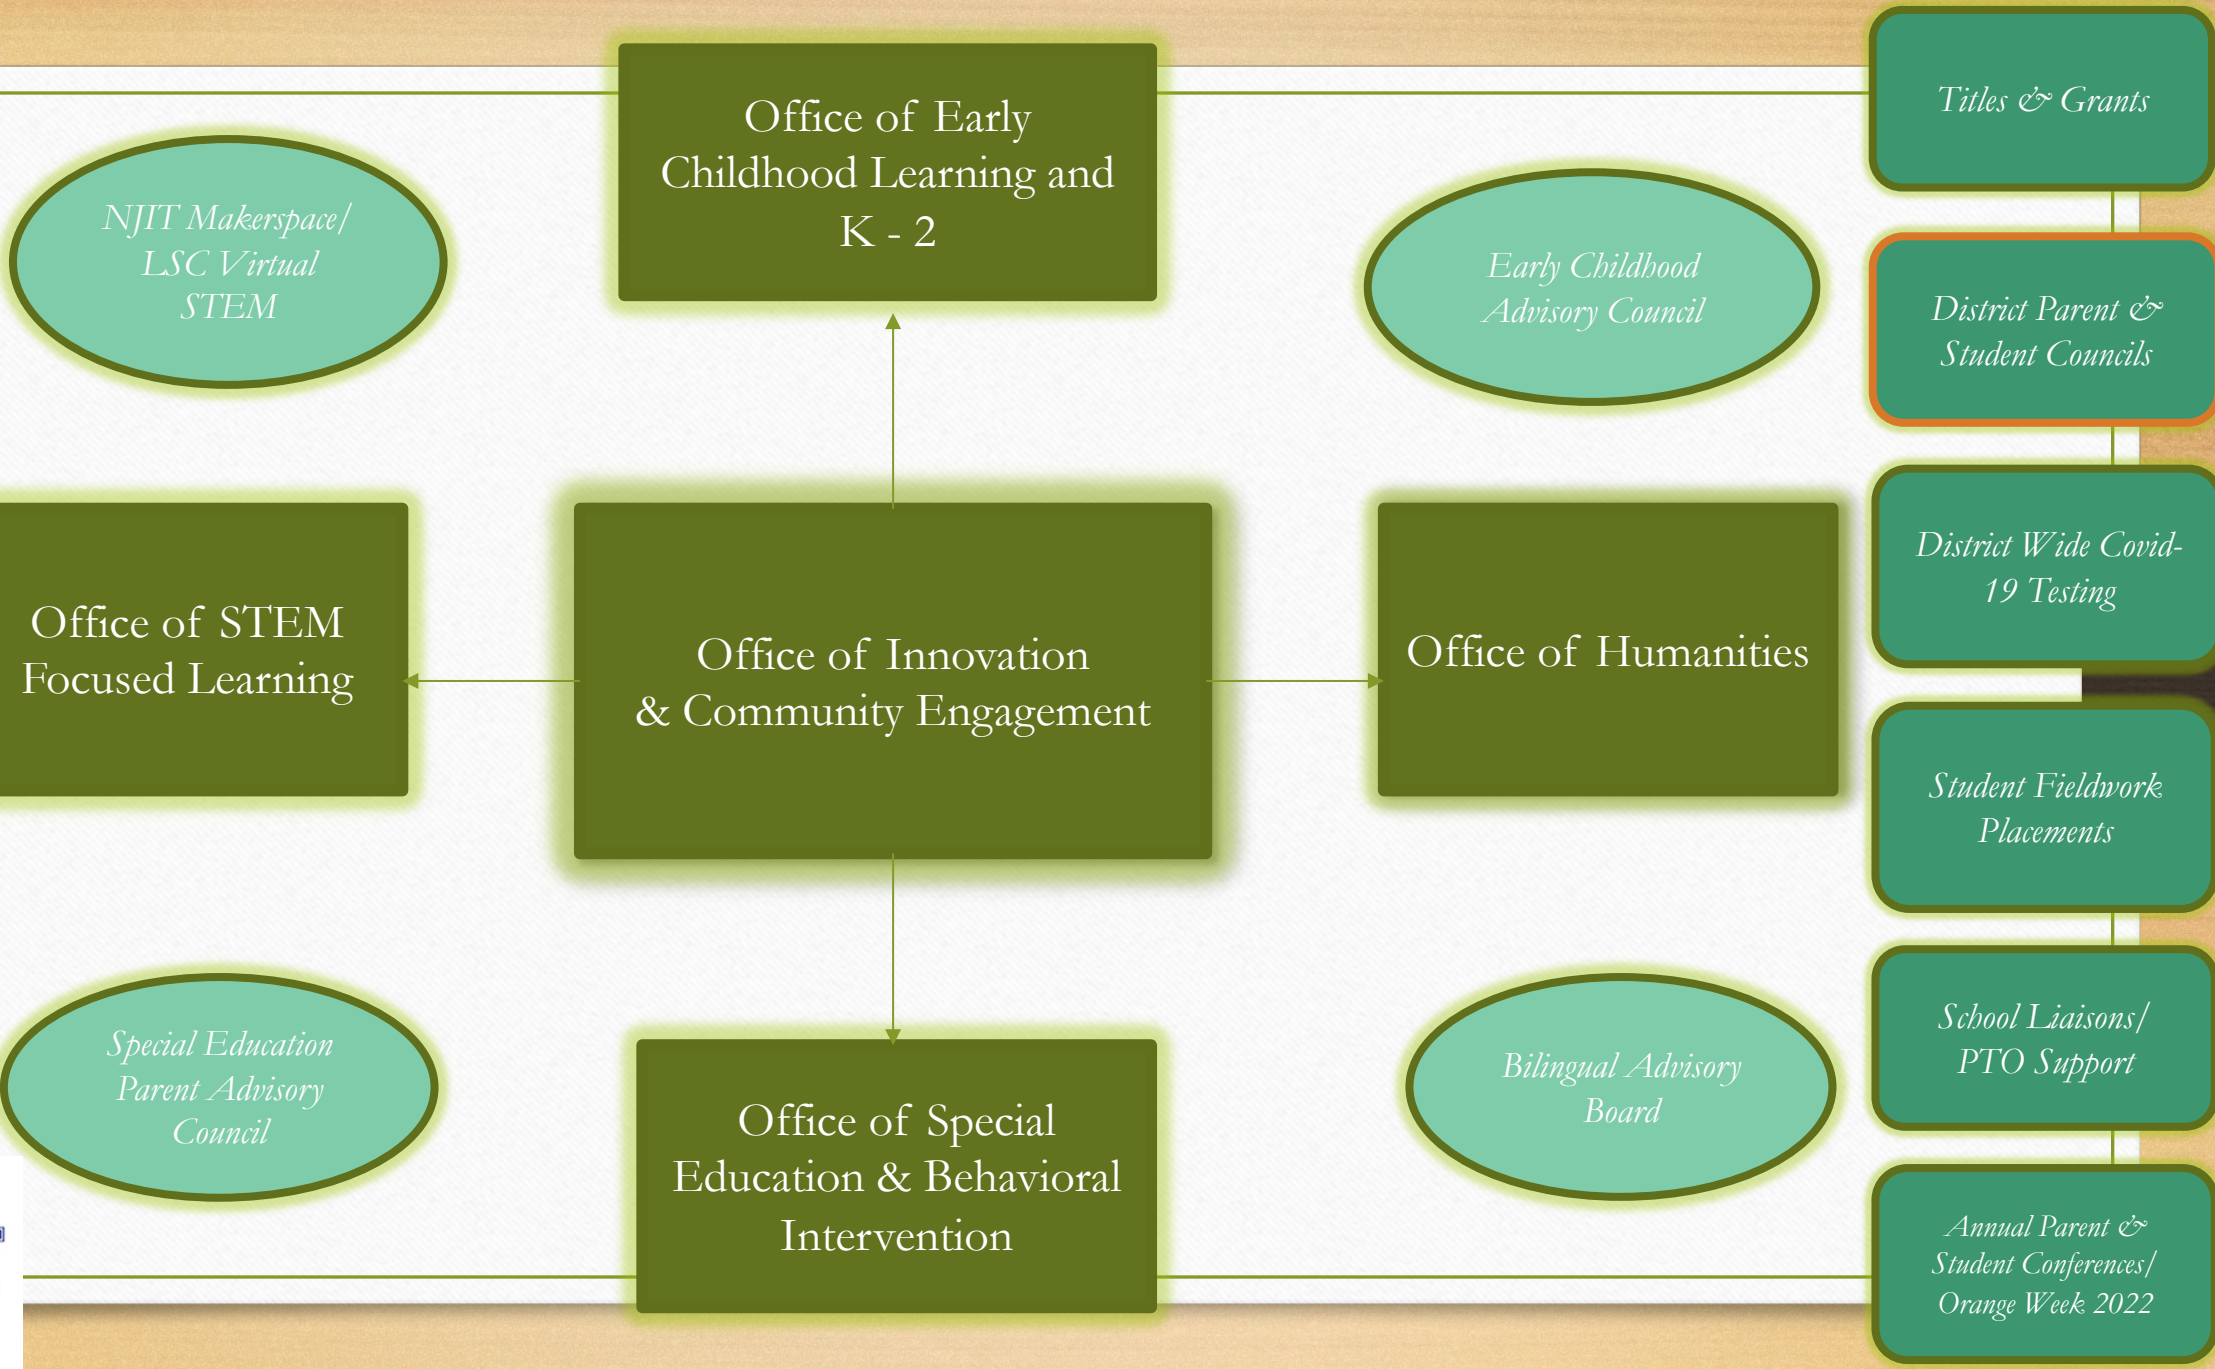 Office of Early
Childhood Learning and
K - 2
NJIT Makerspace/
LSC Virtual
STEM
Early Childhood
Advisory Council
Office of STEM
Focused Learning
Office of Innovation
& Community Engagement
Office of Humanities
Special Education
Parent Advisory
Council
Office of Special
Education & Behavioral
Intervention
Bilingual Advisory
Board
Titles & Grants
District Parent &
Student Councils
District Wide Covid-
19 Testing
Student Fieldwork
Placements
School Liaisons/
PTO Support
Annual Parent &
Student Conferences/
Orange Week 2022